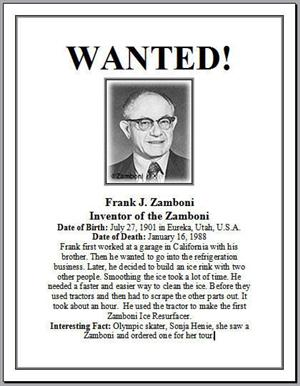 WANTED!
©Zamboni
Frank J. Zamboni
Inventor of the Zamboni
Date of Birth: July 27, 1901 in Eureka, Utah, U.S.A.
Date of Death: January 16, 1988
Frank first worked at a garage in California with his
brother. Then he wanted to go into the refrigeration
business. Later, he decided to build an ice rink with two
other people. Smoothing the ice took a lot of time. He
needed a faster and easier way to clean the ice. Before they
used tractors and then had to scrape the other parts out. It
took about an hour.  He used the tractor to make the first
Zamboni Ice Resurfacer.
Interesting Fact: Olympic skater, Sonja Henie, she saw a
Zamboni and ordered one for her tour